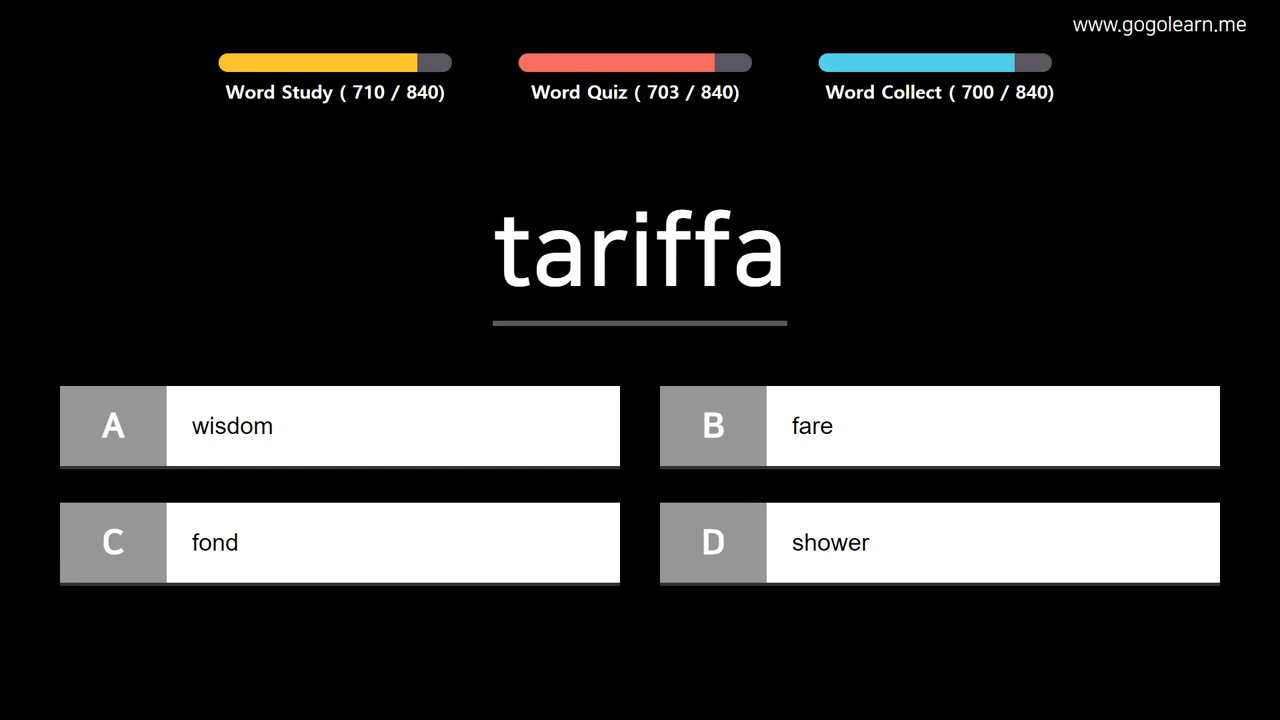 www.gogolearn.me
Word Study ( 710 / 840)
Word Quiz ( 703 / 840)
Word Collect ( 700 / 840)
tariffa
A wisdom
B fare
C fond
D shower